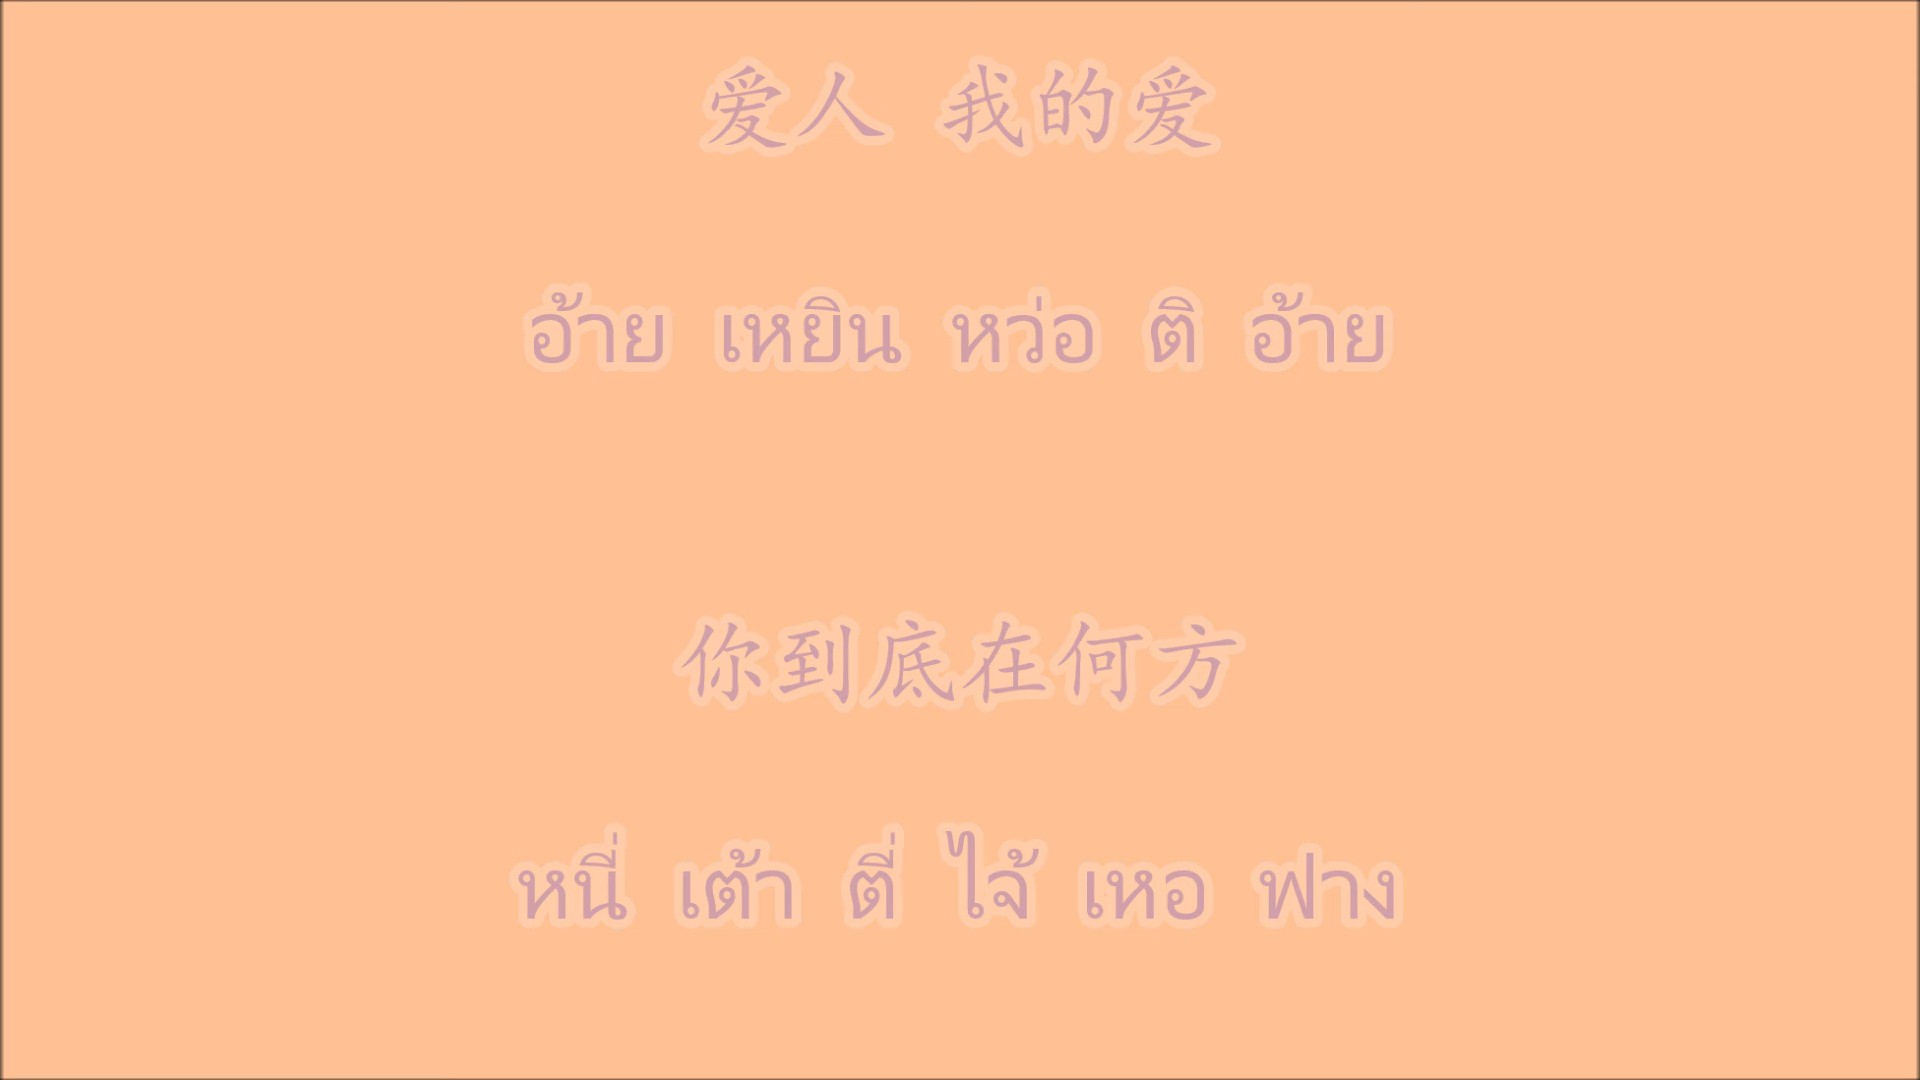 爱人 我的爱
อ้าย เหยิน หว่อ ติ อ้าย
你到底在何方
หนี่ เต้า ตี่ ไจ้ เหอ ฟาง